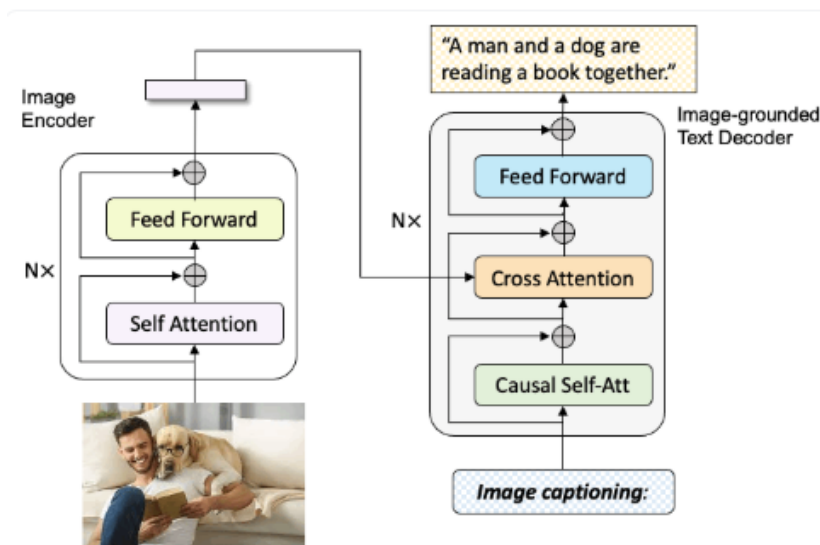 Image
Encoder
N×
Feed Forward
Self Attention
“A man and a dog are
reading a book together.”
Image-grounded
Text Decoder
N×
Feed Forward
Cross Attention
Causal Self-Att
Image captioning: